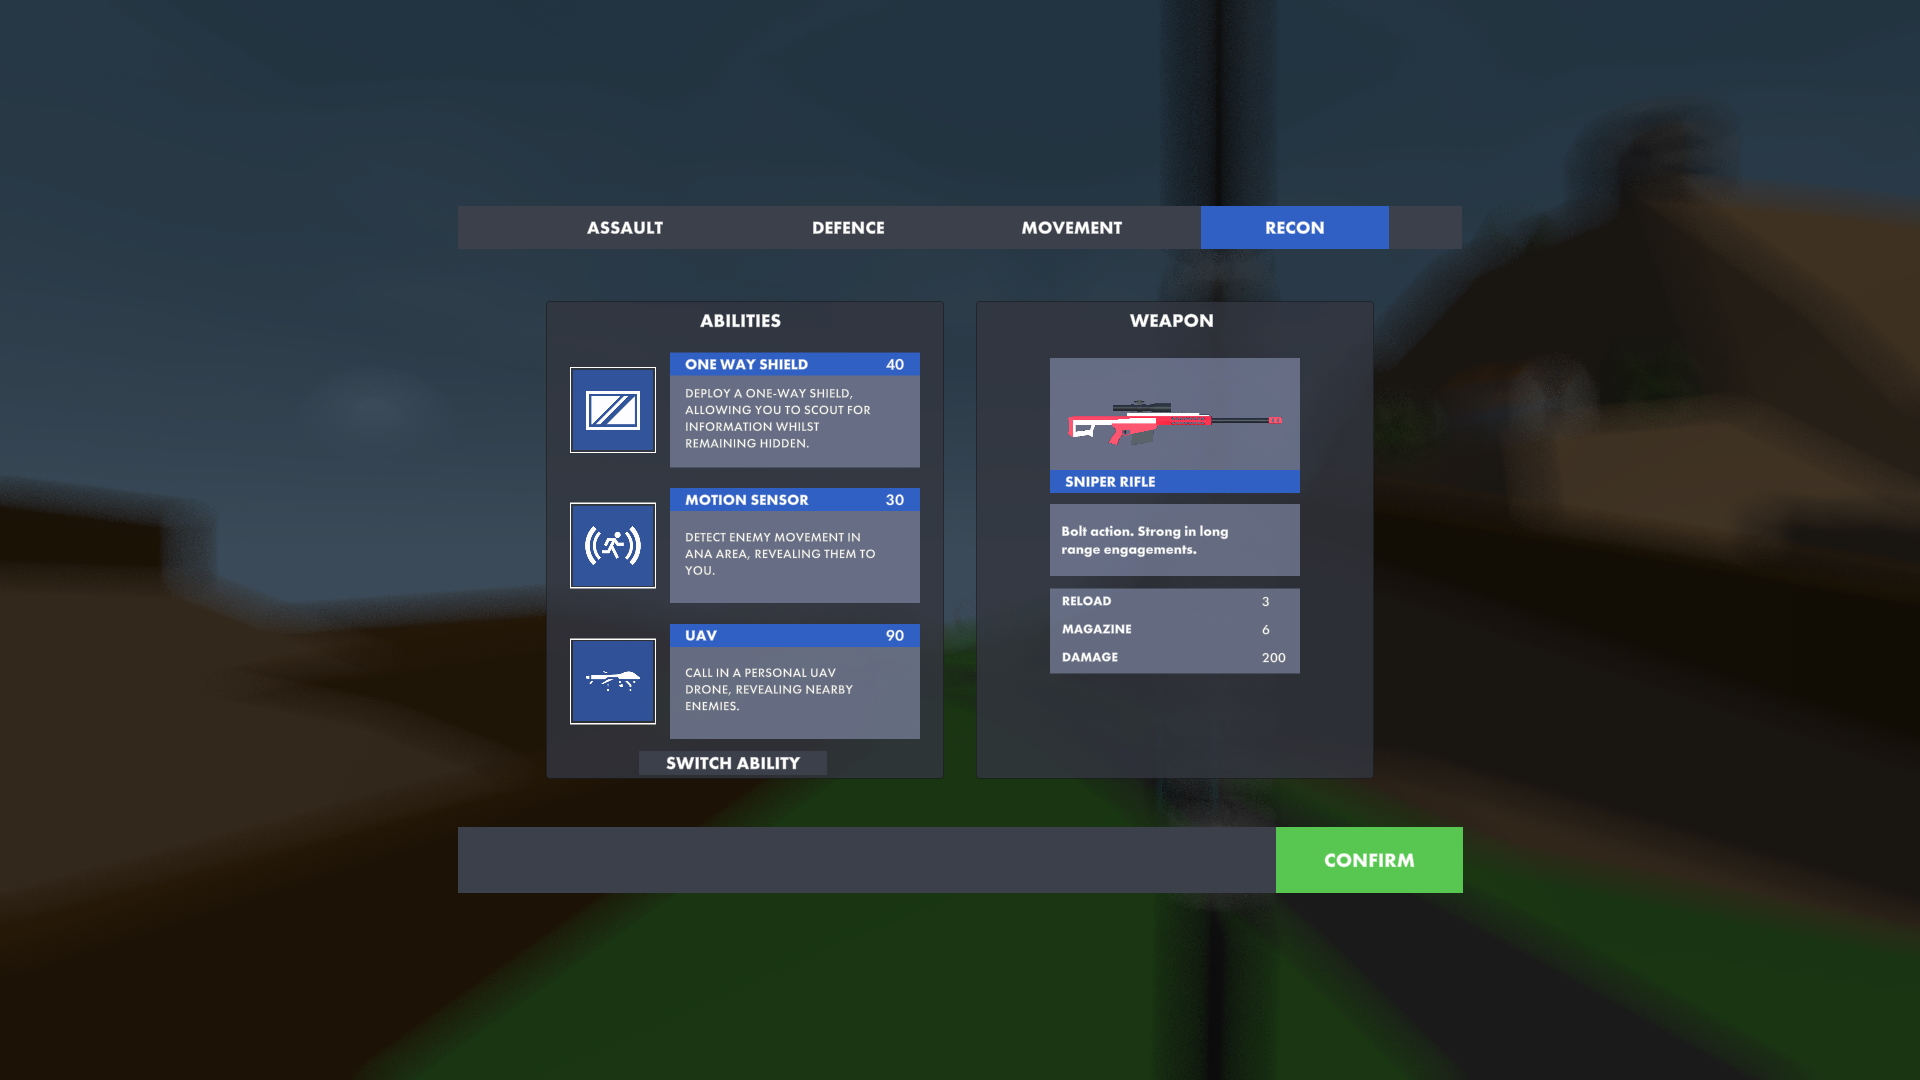 ASSAULT
DEFENCE
MOVEMENT
RECON
ABILITIES
ONE WAY SHIELD 40
DEPLOY A ONE-WAY SHIELD,
ALLOWING YOU TO SCOUT FOR
INFORMATION WHILST
REMAINING HIDDEN.
MOTION SENSOR 30
DETECT ENEMY MOVEMENT IN
ANA AREA, REVEALING THEM TO
YOU.
UAV 90
CALL IN A PERSONAL UAV
DRONE, REVEALING NEARBY
ENEMIES.
SWITCH ABILITY
WEAPON
SNIPER RIFLE
Bolt action. Strong in long
range engagements.
RELOAD 3
MAGAZINE 6
DAMAGE 200
CONFIRM